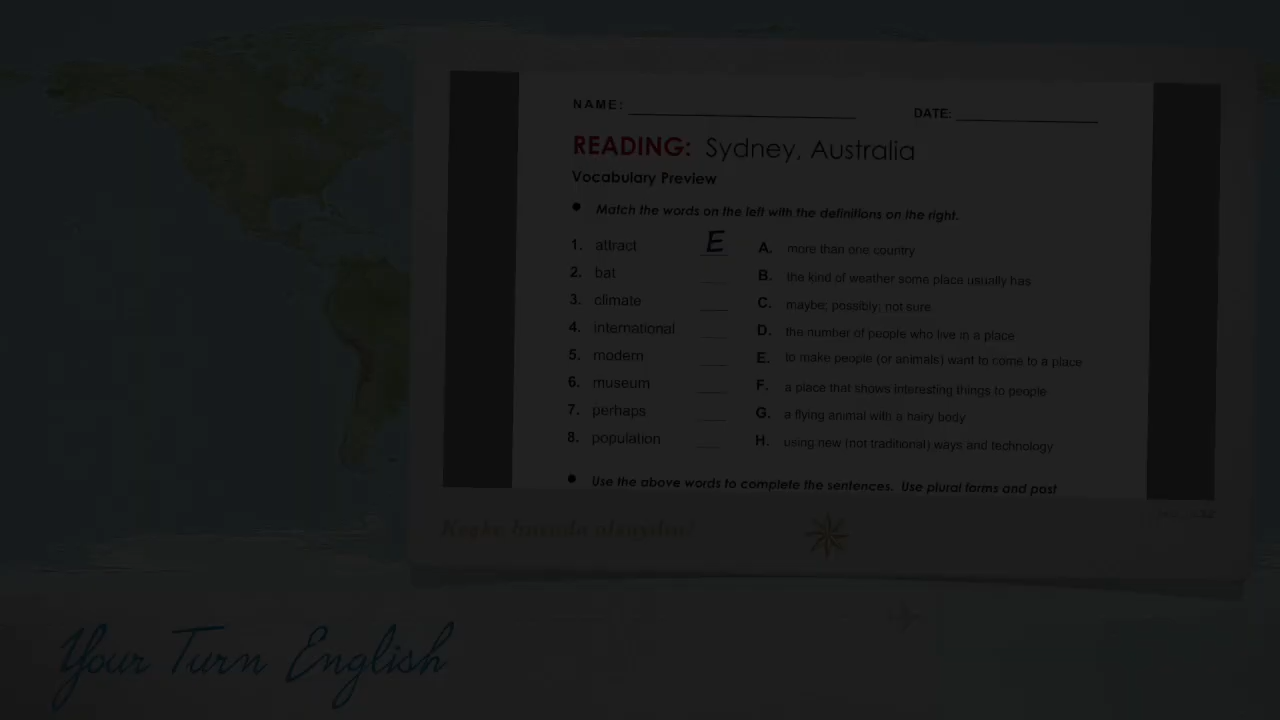 NAME: DATE:
READING: Sydney, Australia
Vocabulary Preview
• Match the words on the left with the definitions on the right.
1. attract E A. more than one country
2. bat B. the kind of weather some place usually has
3. climate C. maybe; possibly; not sure
4. international D. the number of people who live in a place
5. modern E. to make people (or animals) want to come to a place
6. museum F. a place that shows interesting things to people
7. perhaps G. a flying animal with a hairy body
8. population H. using new (not traditional) ways and technology
• Use the above words to complete the sentences. Use plural forms and past
Keşke burada olsaydın!
Your Turn English